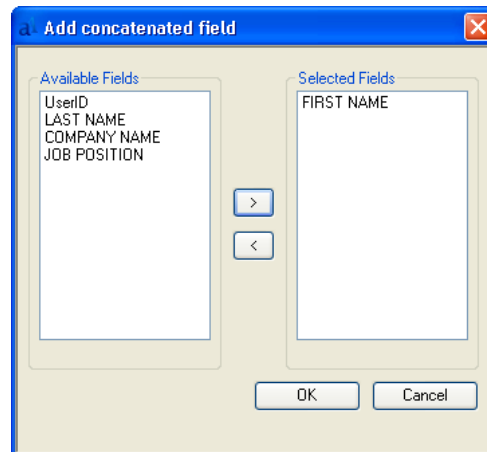 Add concatenated field
Available Fields
UserID
LAST NAME
COMPANY NAME
JOB POSITION
Selected Fields
FIRST NAME
>
<
OK
Cancel